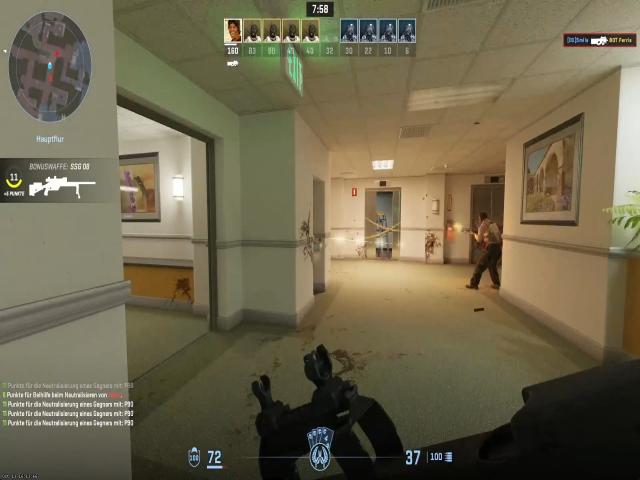 7:58
160 83 80 40 32 30 22 10 6
BOT Ferris
Hauptflur
BONUSWAFFE: SSG 08
11
+5 PUNKTE
Punkte für die Neutralisierung eines Gegners mit: P90
Punkte für Beihilfe beim Neutralisieren von
Punkte für die Neutralisierung eines Gegners mit: P90
Punkte für die Neutralisierung eines Gegners mit: P90
Punkte für die Neutralisierung eines Gegners mit: P90
100 72
37 | 100